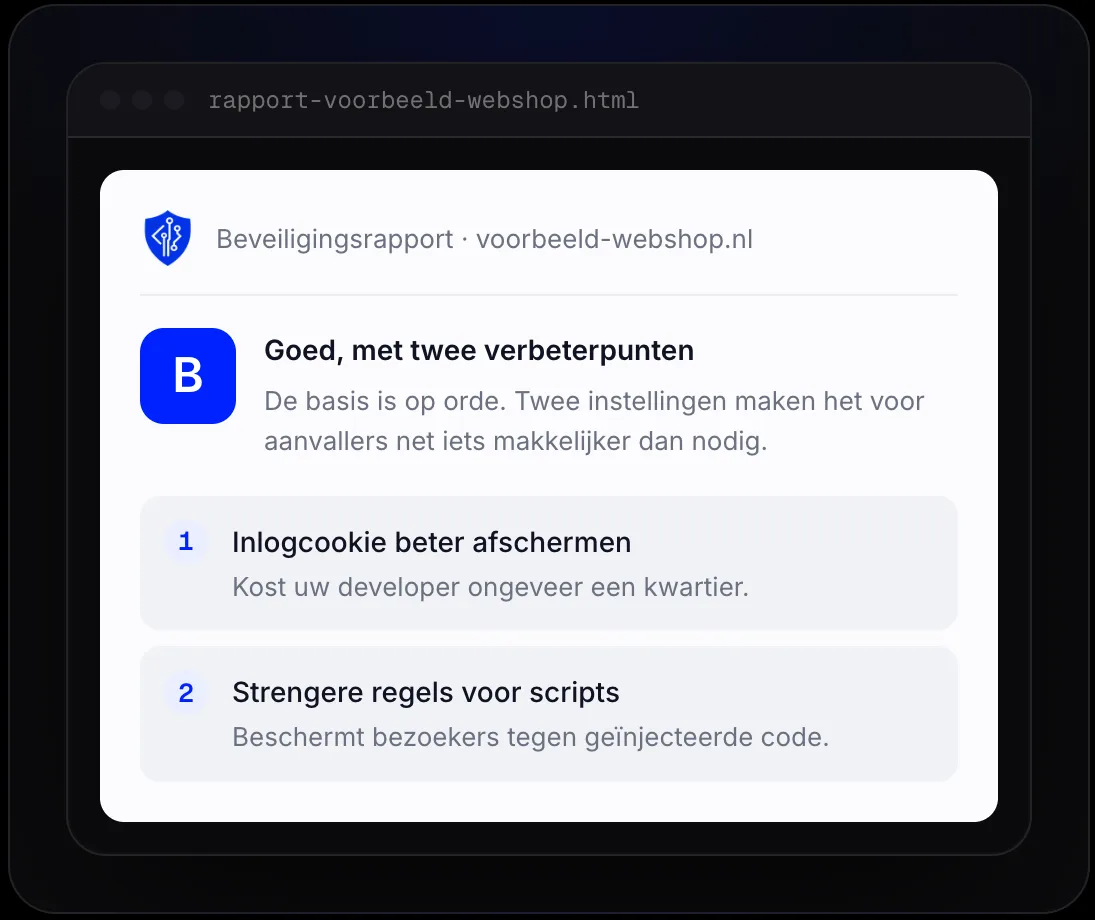 rapport-voorbeeld-webshop.html
Beveiligingsrapport · voorbeeld-webshop.nl
B
Goed, met twee verbeterpunten
De basis is op orde. Twee instellingen maken het voor
aanvallers net iets makkelijker dan nodig.
1
Inlogcookie beter afschermen
Kost uw developer ongeveer een kwartier.
2
Strengere regels voor scripts
Beschermt bezoekers tegen geïnjecteerde code.